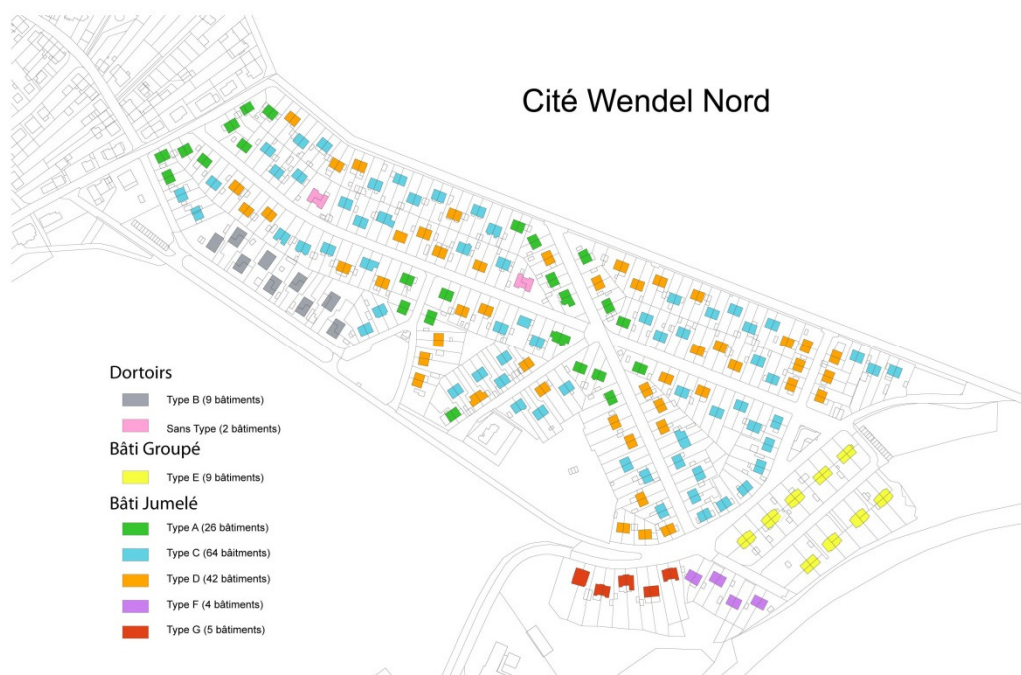 Cité Wendel Nord
Dortoirs
Type B (9 bâtiments)
Sans Type (2 bâtiments)
Bâti Groupé
Type E (9 bâtiments)
Bâti Jumelé
Type A (26 bâtiments)
Type C (64 bâitments)
Type D (42 bâtiments)
Type F (4 bâtiments)
Type G (5 bâtiments)